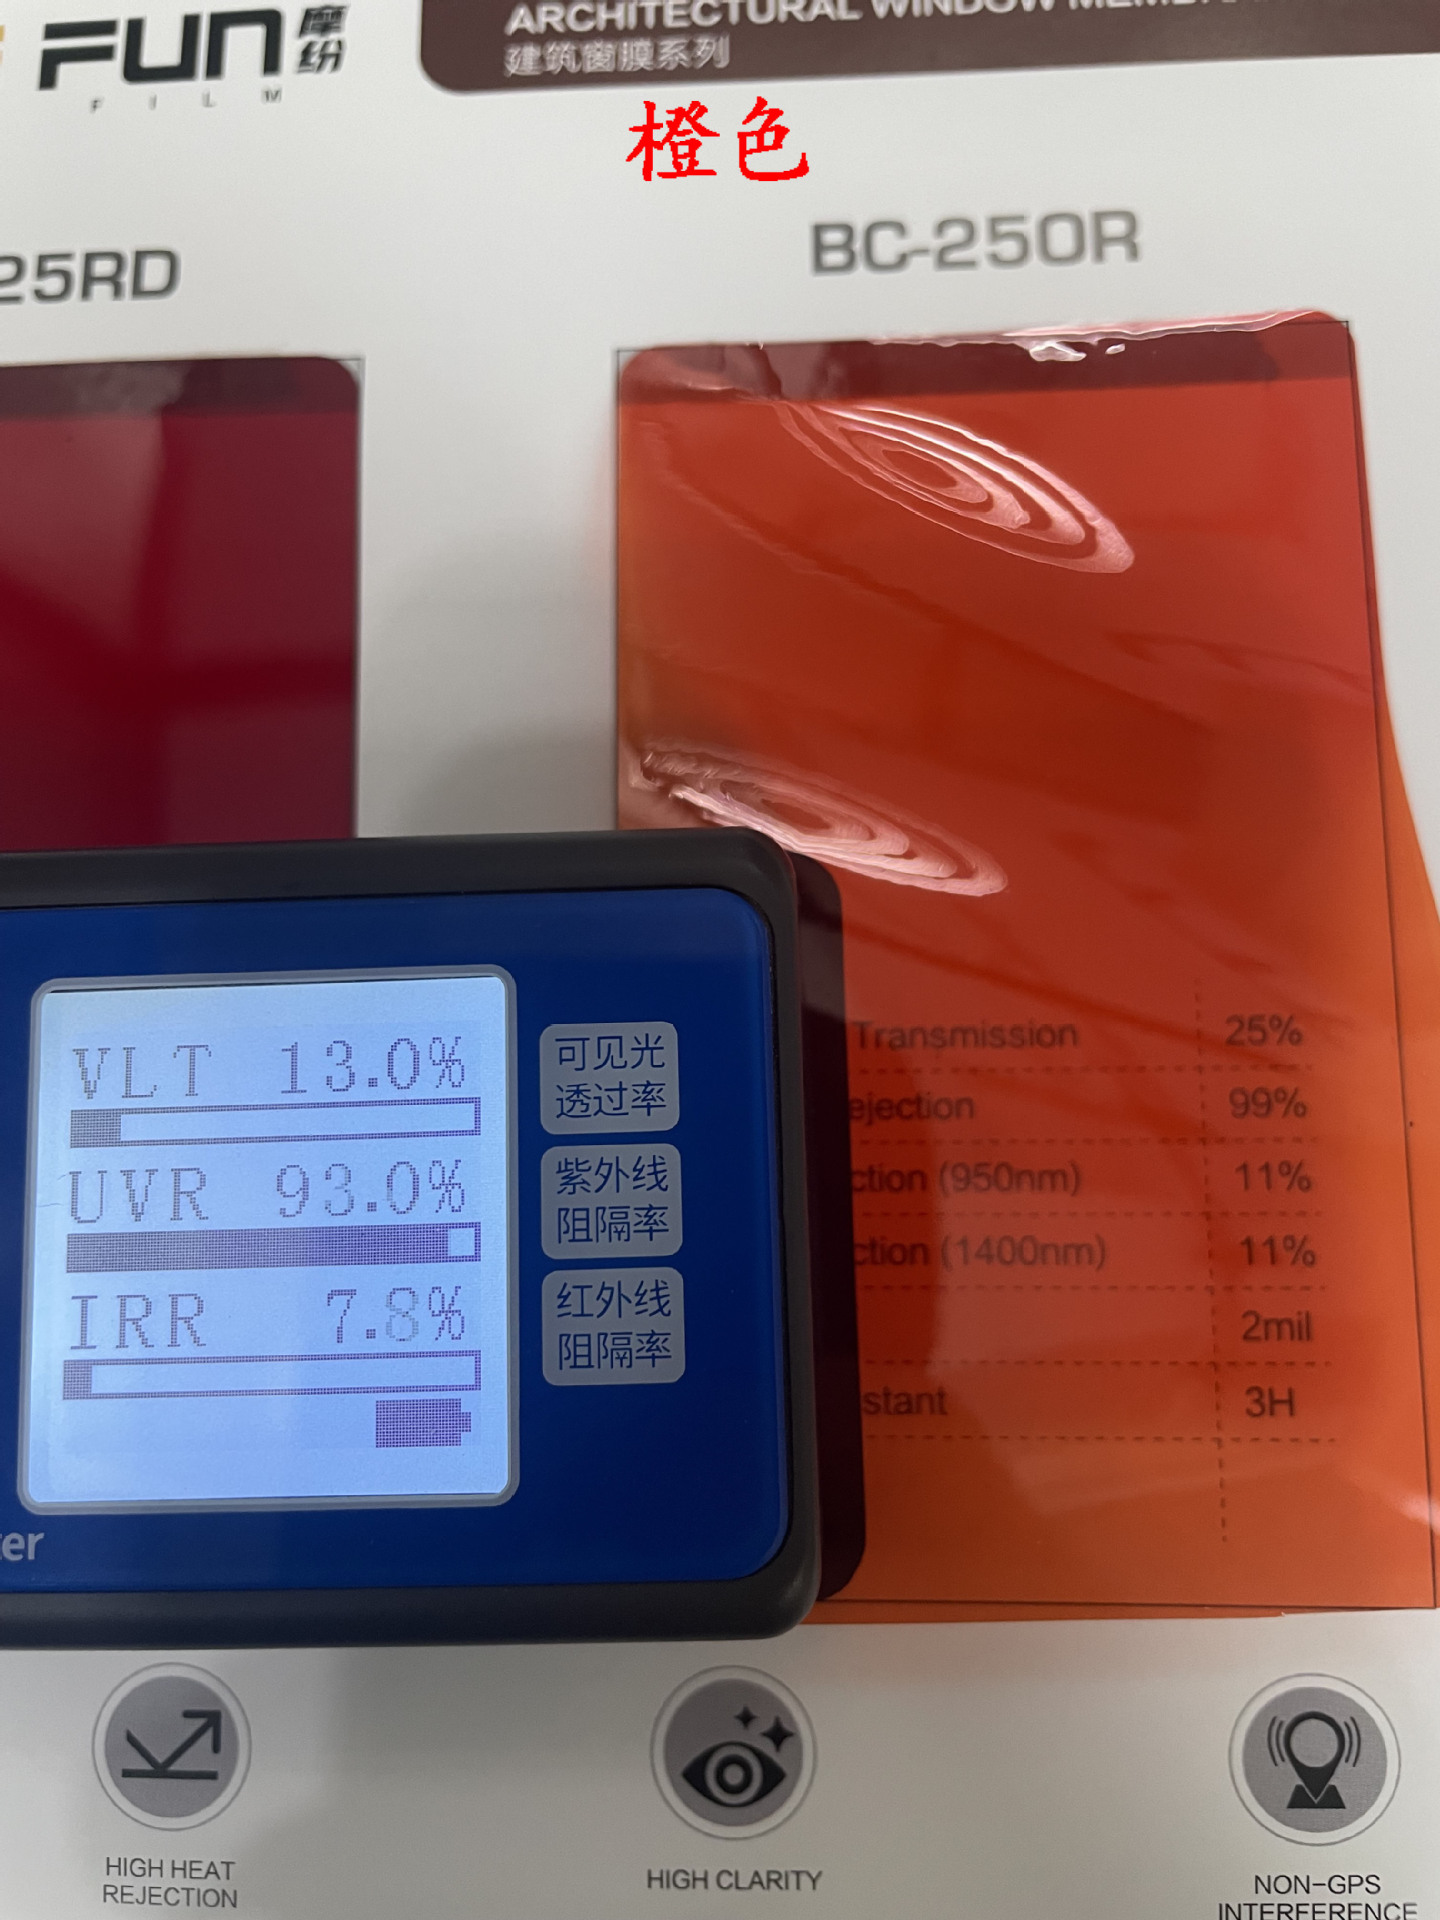 FUN 摩纷
FILM
ARCHITECTURAL WINDOW
建筑窗膜系列
橙色
25RD
BC-250R
VLT 13.0%
UVR 93.0%
IRR 7.8%
可见光
透过率
紫外线
阻隔率
红外线
阻隔率
er
Transmission 25%
ejection 99%
ction (950nm) 11%
ction (1400nm) 11%
2mil
stant 3H
HIGH HEAT
REJECTION
HIGH CLARITY
NON-GPS
INTERFERENCE